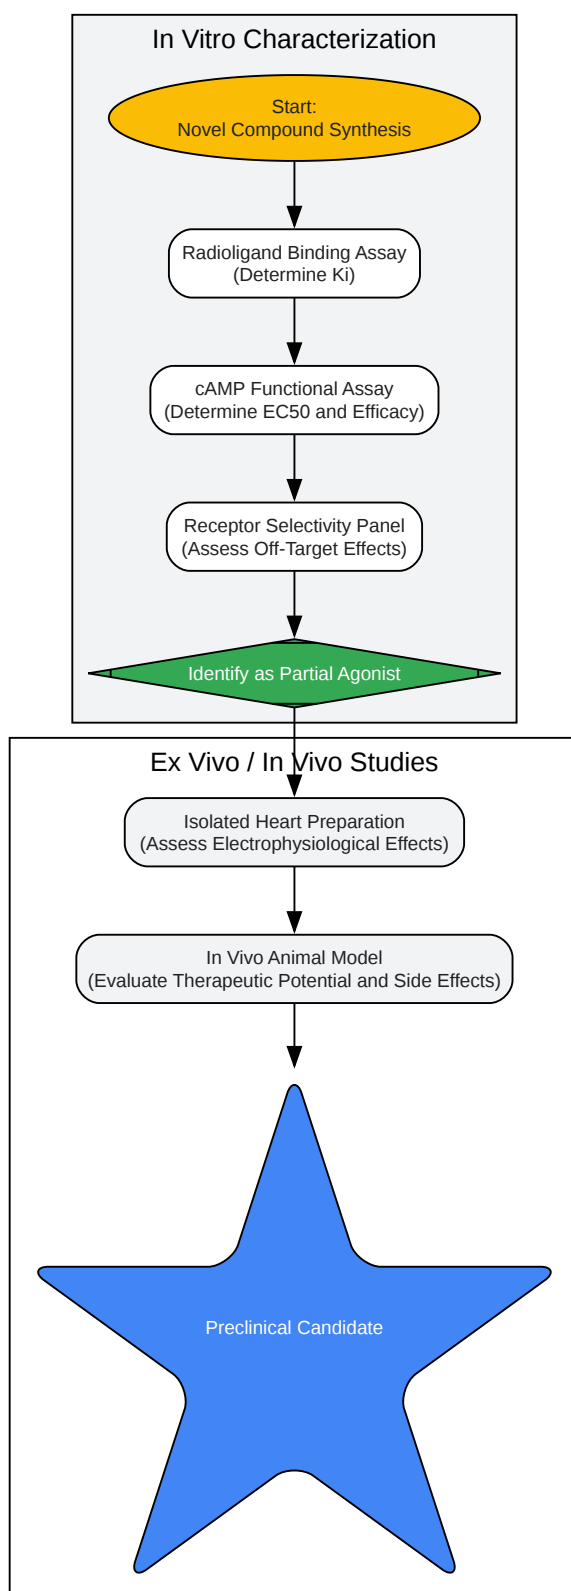 In Vitro Characterization
Start:
Novel Compound Synthesis
Radioligand Binding Assay
(Determine Ki)
cAMP Functional Assay
(Determine EC50 and Efficacy)
Receptor Selectivity Panel
(Assess Off-Target Effects)
Identify as Partial Agonist
Ex Vivo / In Vivo Studies
Isolated Heart Preparation
(Assess Electrophysiological Effects)
In Vivo Animal Model
(Evaluate Therapeutic Potential and Side Effects)
Preclinical Candidate